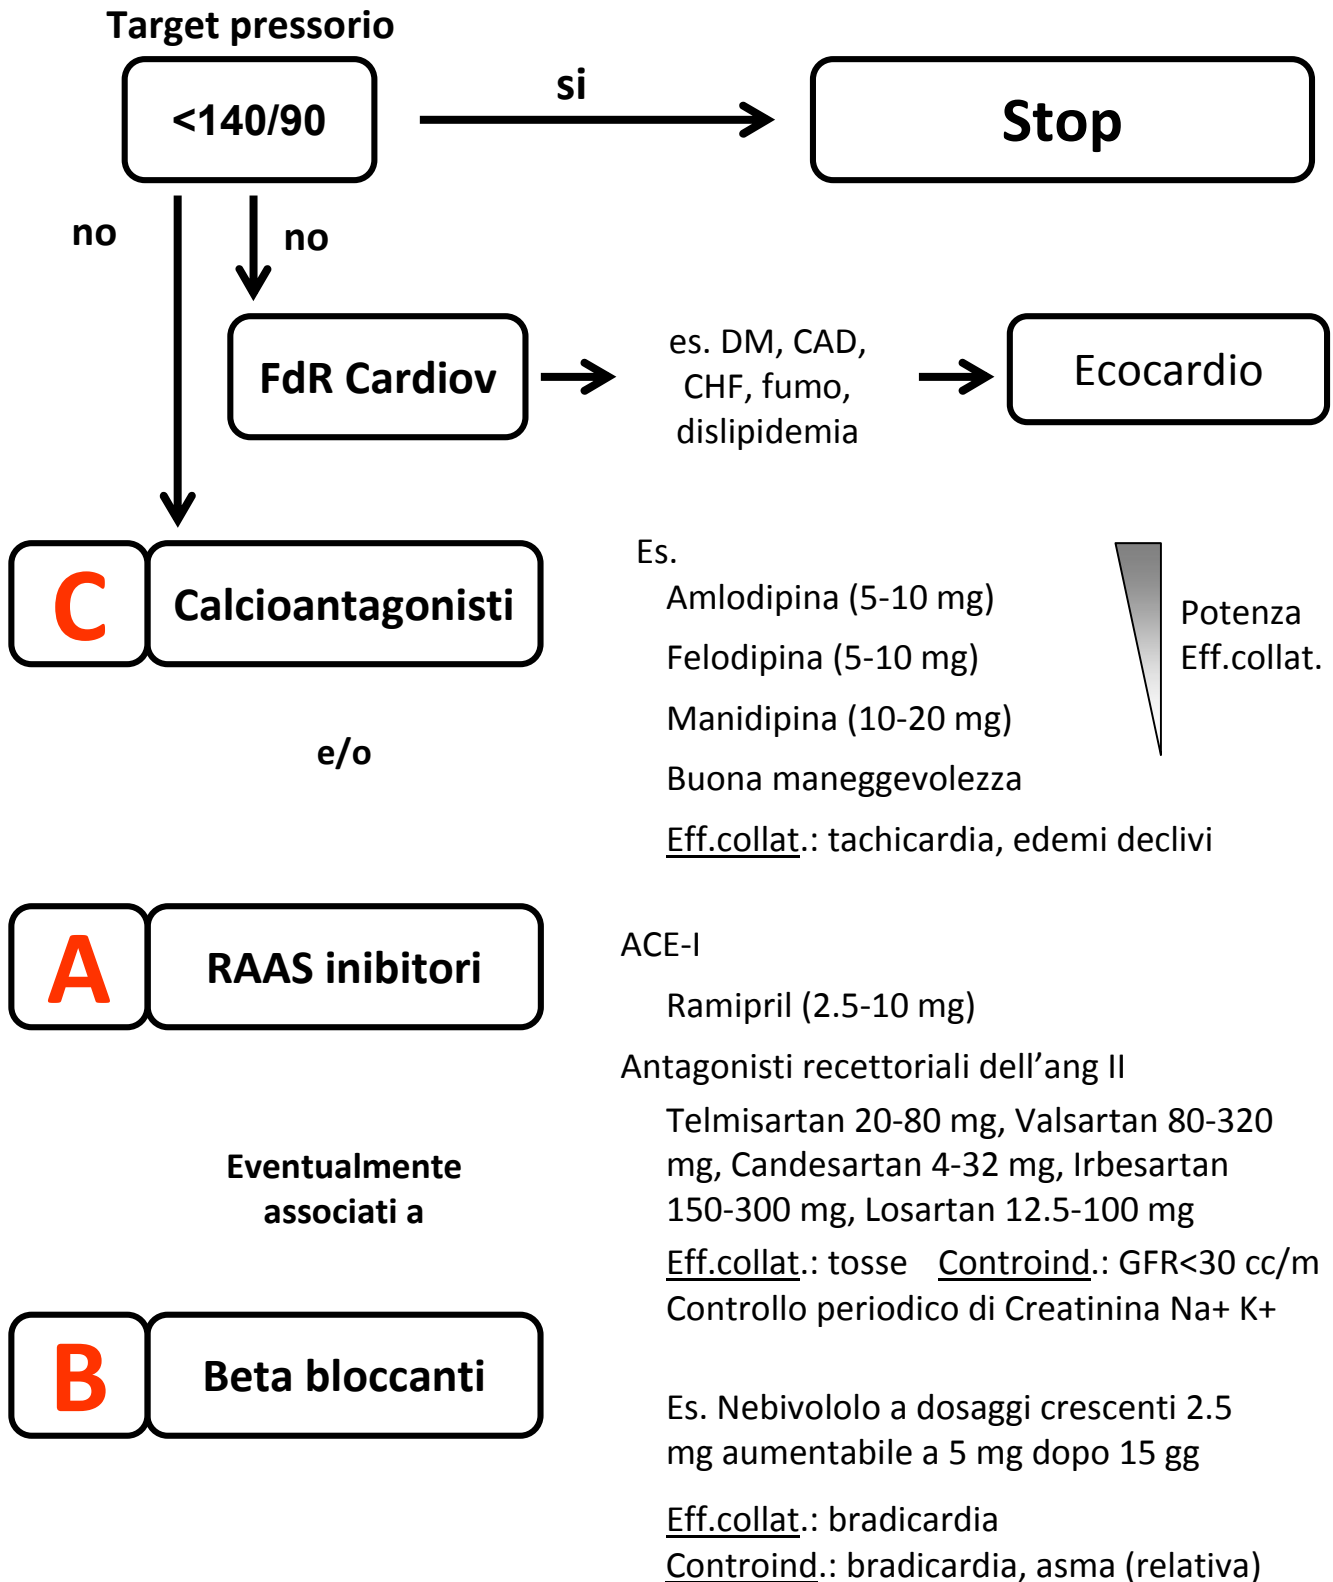 Target pressorio
<140/90
si
Stop
no
no
FdR Cardiov
es. DM, CAD,
CHF, fumo,
dislipidemia
Ecocardio
C
Calcioantagonisti
Es.
Amlodipina (5-10 mg)
Felodipina (5-10 mg)
Manidipina (10-20 mg)
Buona maneggevolezza
Eff.collat.: tachicardia, edemi declivi
Potenza
Eff.collat.
e/o
A
RAAS inibitori
ACE-I
Ramipril (2.5-10 mg)
Antagonisti recettoriali dell’ang II
Telmisartan 20-80 mg, Valsartan 80-320
mg, Candesartan 4-32 mg, Irbesartan
150-300 mg, Losartan 12.5-100 mg
Eff.collat.: tosse Controind.: GFR<30 cc/m
Controllo periodico di Creatinina Na+ K+
Eventualmente
associati a
B
Beta bloccanti
Es. Nebivololo a dosaggi crescenti 2.5
mg aumentabile a 5 mg dopo 15 gg
Eff.collat.: bradicardia
Controind.: bradicardia, asma (relativa)